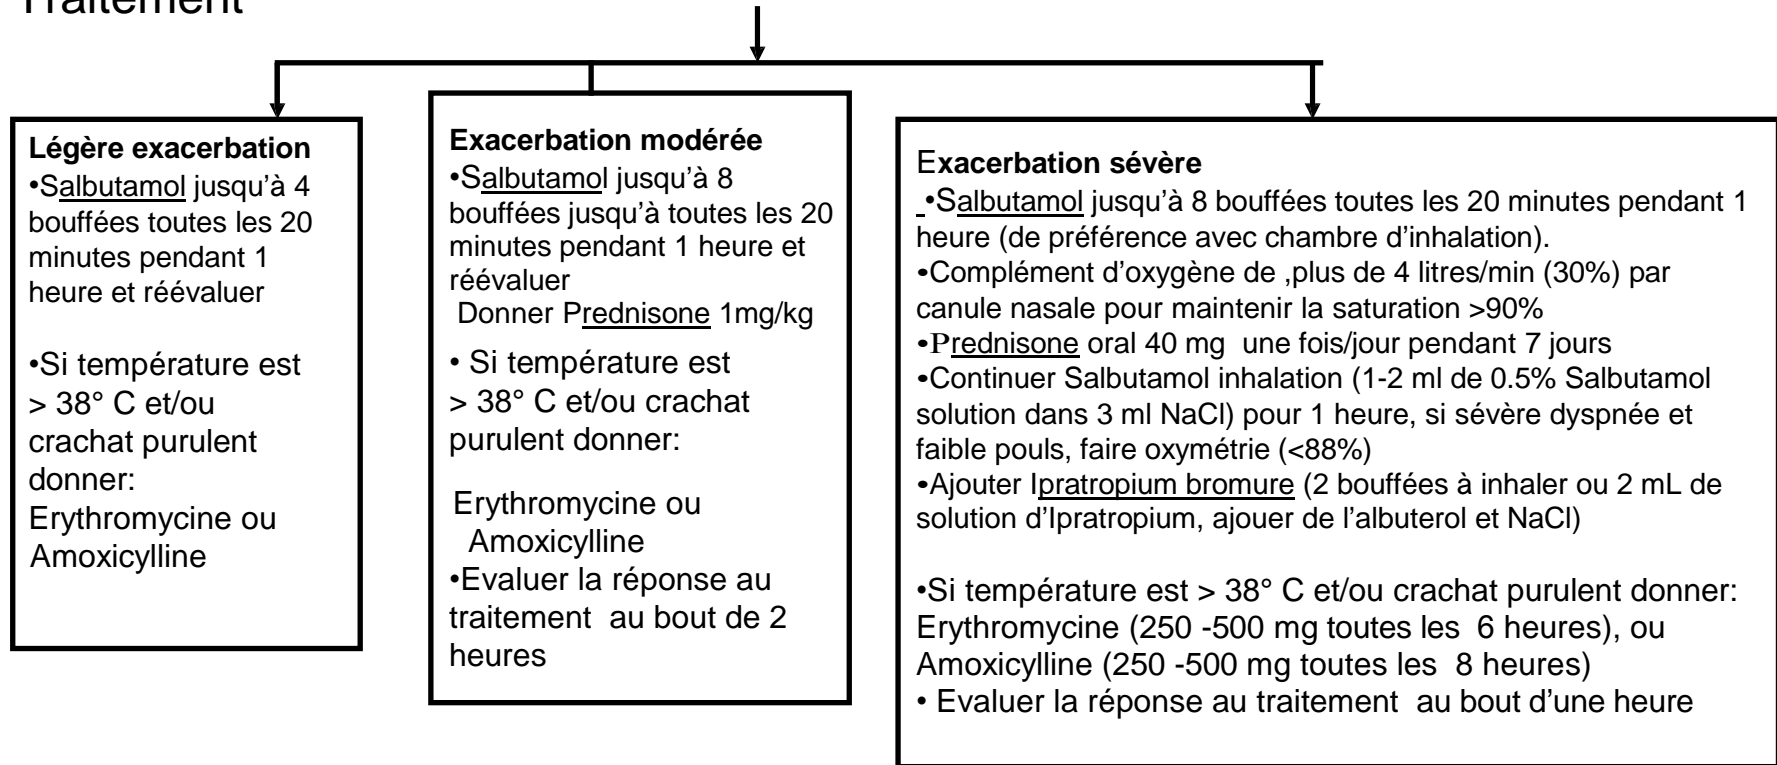 Traitement
Légère exacerbation
•Salbutamol jusqu’à 4
bouffées toutes les 20
minutes pendant 1
heure et réévaluer
•Si température est
> 38° C et/ou
crachat purulent
donner:
Erythromycine ou
Amoxicylline
Exacerbation modérée
•Salbutamol jusqu’à 8
bouffées jusqu’à toutes les 20
minutes pendant 1 heure et
réévaluer
Donner Prednisone 1mg/kg
• Si température est
> 38° C et/ou crachat
purulent donner:
Erythromycine ou
Amoxicylline
•Evaluer la réponse au
traitement au bout de 2
heures
Exacerbation sévère
•Salbutamol jusqu’à 8 bouffées toutes les 20 minutes pendant 1
heure (de préférence avec chambre d’inhalation).
•Complément d’oxygène de ,plus de 4 litres/min (30%) par
canule nasale pour maintenir la saturation >90%
•Prednisone oral 40 mg une fois/jour pendant 7 jours
•Continuer Salbutamol inhalation (1-2 ml de 0.5% Salbutamol
solution dans 3 ml NaCl) pour 1 heure, si sévère dyspnée et
faible pouls, faire oxymétrie (<88%)
•Ajouter Ipratropium bromure (2 bouffées à inhaler ou 2 mL de
solution d’Ipratropium, ajouer de l’albuterol et NaCl)
•Si température est > 38° C et/ou crachat purulent donner:
Erythromycine (250 -500 mg toutes les 6 heures), ou
Amoxicylline (250 -500 mg toutes les 8 heures)
• Evaluer la réponse au traitement au bout d’une heure